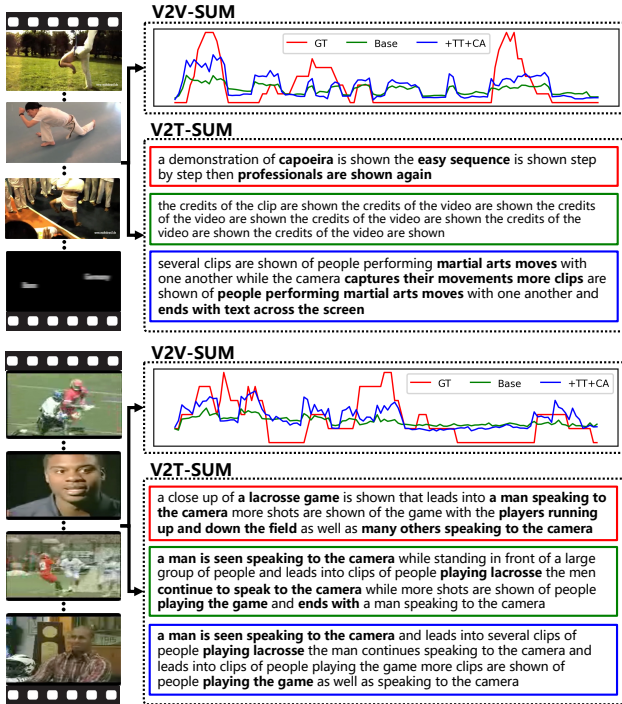 V2V-SUM
GT
Base
+TT+CA
V2T-SUM
a demonstration of capoeira is shown the easy sequence is shown step
by step then professionals are shown again
the credits of the clip are shown the credits of the video are shown the credits
of the video are shown the credits of the video are shown the credits of the
video are shown the credits of the video are shown
several clips are shown of people performing martial arts moves with
one another while the camera captures their movements more clips are
shown of people performing martial arts moves with one another and
ends with text across the screen
V2V-SUM
GT
Base
+TT+CA
V2T-SUM
a close up of a lacrosse game is shown that leads into a man speaking to
the camera more shots are shown of the game with the players running
up and down the field as well as many others speaking to the camera
a man is seen speaking to the camera while standing in front of a large
group of people and leads into clips of people playing lacrosse the men
continue to speak to the camera while more shots are shown of people
playing the game and ends with a man speaking to the camera
a man is seen speaking to the camera and leads into several clips of
people playing lacrosse the man continues speaking to the camera and
leads into clips of people playing the game more clips are shown of
people playing the game as well as speaking to the camera